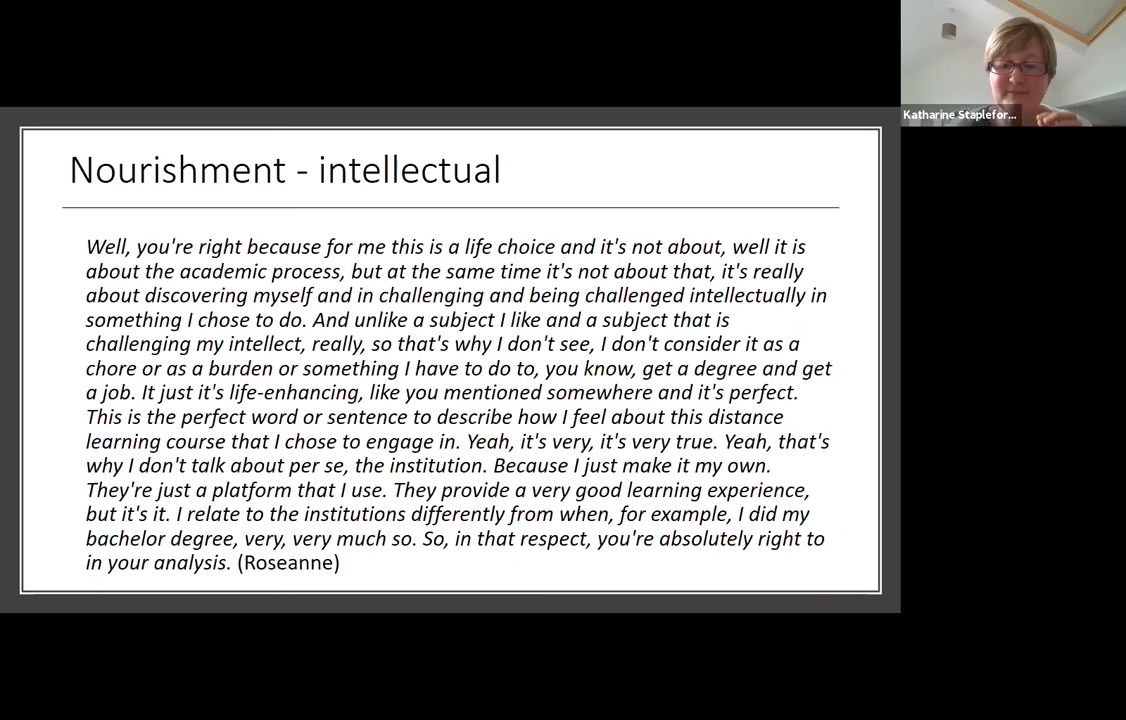 Katharine Staplefor...
Nourishment - intellectual
Well, you're right because for me this is a life choice and it's not about, well it is
about the academic process, but at the same time it's not about that, it's really
about discovering myself and in challenging and being challenged intellectually in
something I chose to do. And unlike a subject I like and a subject that is
challenging my intellect, really, so that's why I don't see, I don't consider it as a
chore or as a burden or something I have to do to, you know, get a degree and get
a job. It just it's life-enhancing, like you mentioned somewhere and it's perfect.
This is the perfect word or sentence to describe how I feel about this distance
learning course that I chose to engage in. Yeah, it's very, it's very true. Yeah, that's
why I don't talk about per se, the institution. Because I just make it my own.
They're just a platform that I use. They provide a very good learning experience,
but it's it. I relate to the institutions differently from when, for example, I did my
bachelor degree, very, very much so. So, in that respect, you're absolutely right to
in your analysis. (Roseanne)